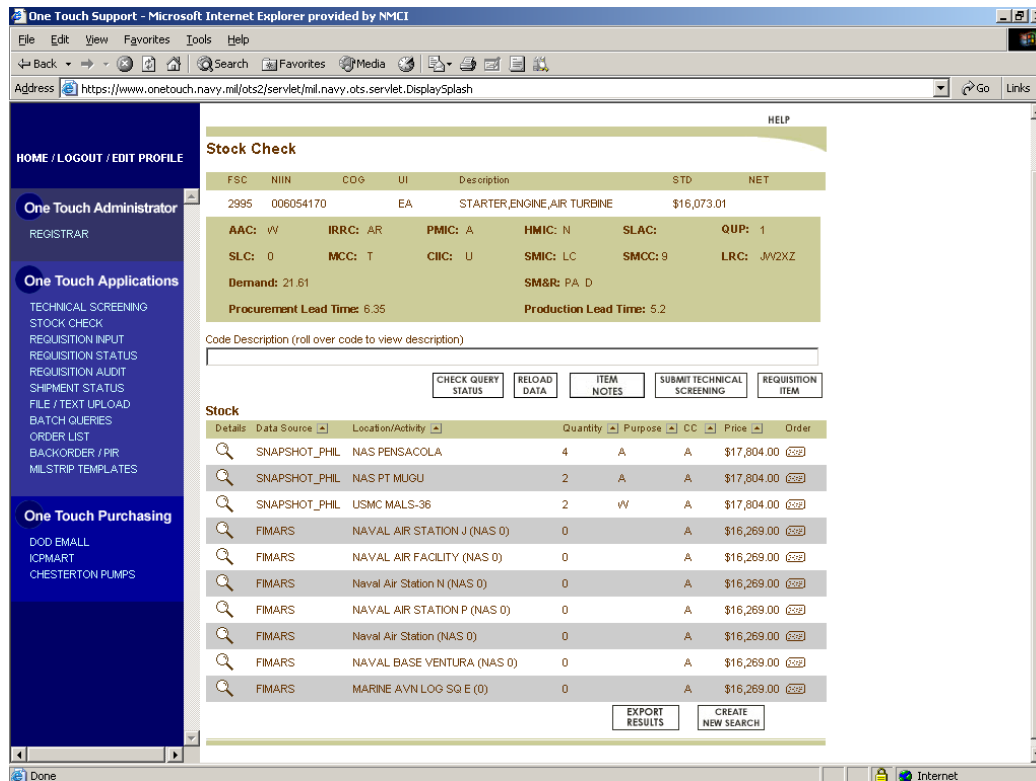 One Touch Support - Microsoft Internet Explorer provided by NMCI
File Edit View Favorites Tools Help
Back Search Favorites Media
Address https://www.onetouch.navy.mil/ots2/servlet/mil.navy.ots.servlet.DisplaySplash Go Links
HELP
HOME / LOGOUT / EDIT PROFILE
One Touch Administrator
REGISTRAR
One Touch Applications
TECHNICAL SCREENING
STOCK CHECK
REQUISITION INPUT
REQUISITION STATUS
REQUISITION AUDIT
SHIPMENT STATUS
FILE / TEXT UPLOAD
BATCH QUERIES
ORDER LIST
BACKORDER / PIR
MILSTRIP TEMPLATES
One Touch Purchasing
DOD EMALL
ICPMART
CHESTERTON PUMPS
Stock Check
FSC NIIN COG UI Description STD NET
2995 006054170 EA STARTER,ENGINE,AIR TURBINE $16,073.01
AAC: W IRRC: AR PMIC: A HMIC: N SLAC: QUP: 1
SLC: 0 MCC: T CIIC: U SMIC: LC SMCC: 9 LRC: JW2XZ
Demand: 21.61 SM&R: PA D
Procurement Lead Time: 6.35 Production Lead Time: 5.2
Code Description (roll over code to view description)
CHECK QUERY STATUS RELOAD DATA ITEM NOTES SUBMIT TECHNICAL SCREENING REQUISITION ITEM
Stock
Details Data Source Location/Activity Quantity Purpose CC Price Order
SNAPSHOT_PHIL NAS PENSACOLA 4 A A $17,804.00
SNAPSHOT_PHIL NAS PT MUGU 2 A A $17,804.00
SNAPSHOT_PHIL USMC MALS-36 2 W A $17,804.00
FIMARS NAVAL AIR STATION J (NAS 0) 0 A $16,269.00
FIMARS NAVAL AIR FACILITY (NAS 0) 0 A $16,269.00
FIMARS Naval Air Station N (NAS 0) 0 A $16,269.00
FIMARS NAVAL AIR STATION P (NAS 0) 0 A $16,269.00
FIMARS Naval Air Station (NAS 0) 0 A $16,269.00
FIMARS NAVAL BASE VENTURA (NAS 0) 0 A $16,269.00
FIMARS MARINE AVN LOG SQ E (0) 0 A $16,269.00
EXPORT RESULTS CREATE NEW SEARCH
Done Internet